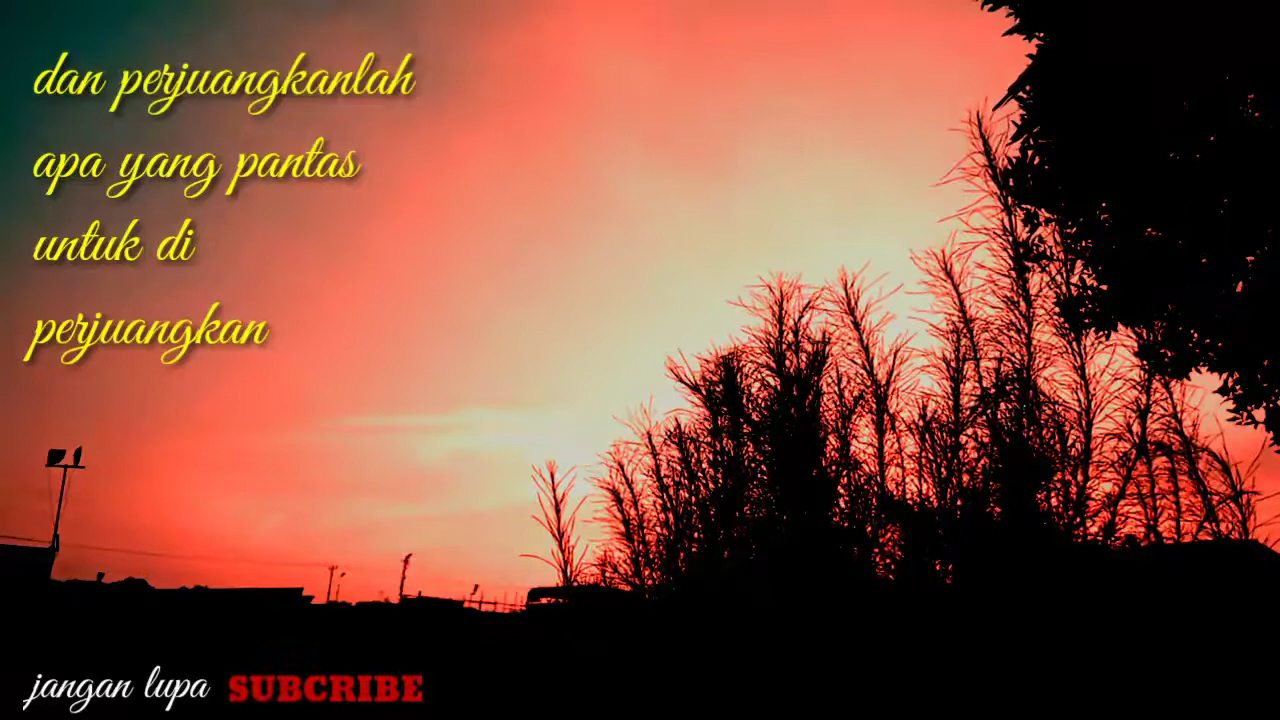 dan perjuangkanlah
apa yang pantas
untuk di
perjuangkan
jangan lupa SUBCRIBE